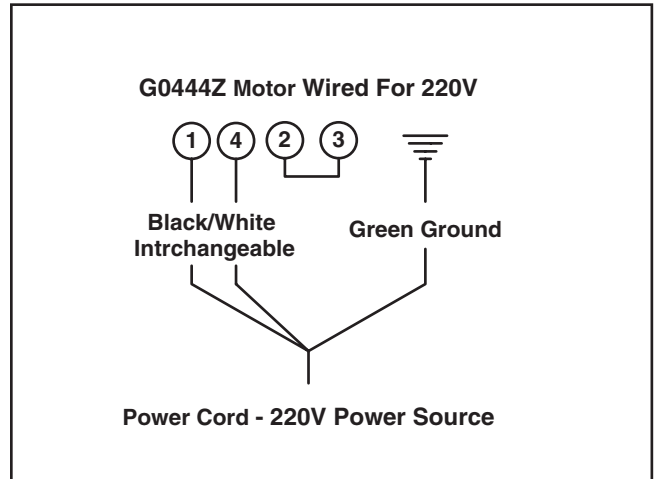 G0444Z Motor Wired For 220V
1 4 2 3
Black/White
Intrchangeable
Green Ground
Power Cord - 220V Power Source